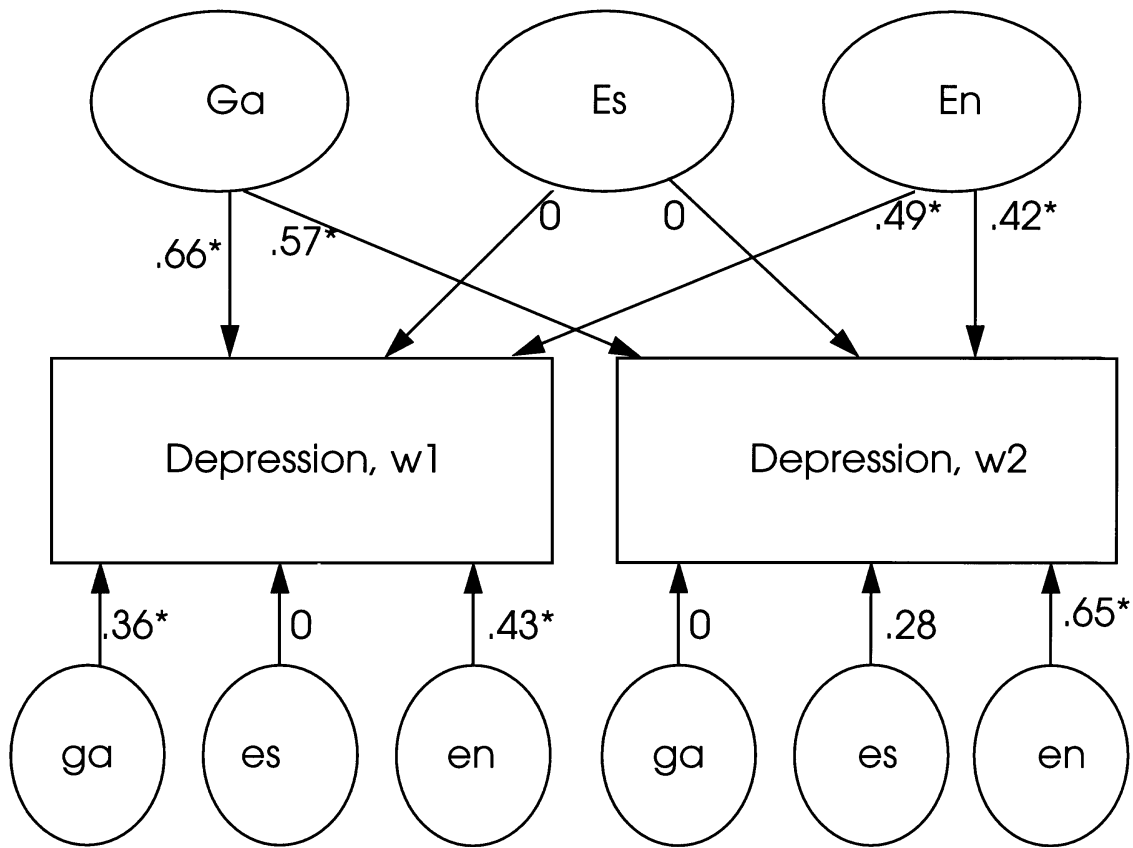 Ga Es En
.66* .57* 0 0 .49* .42*
Depression, w1 Depression, w2
.36* 0 .43* 0 .28 .65*
ga es en ga es en